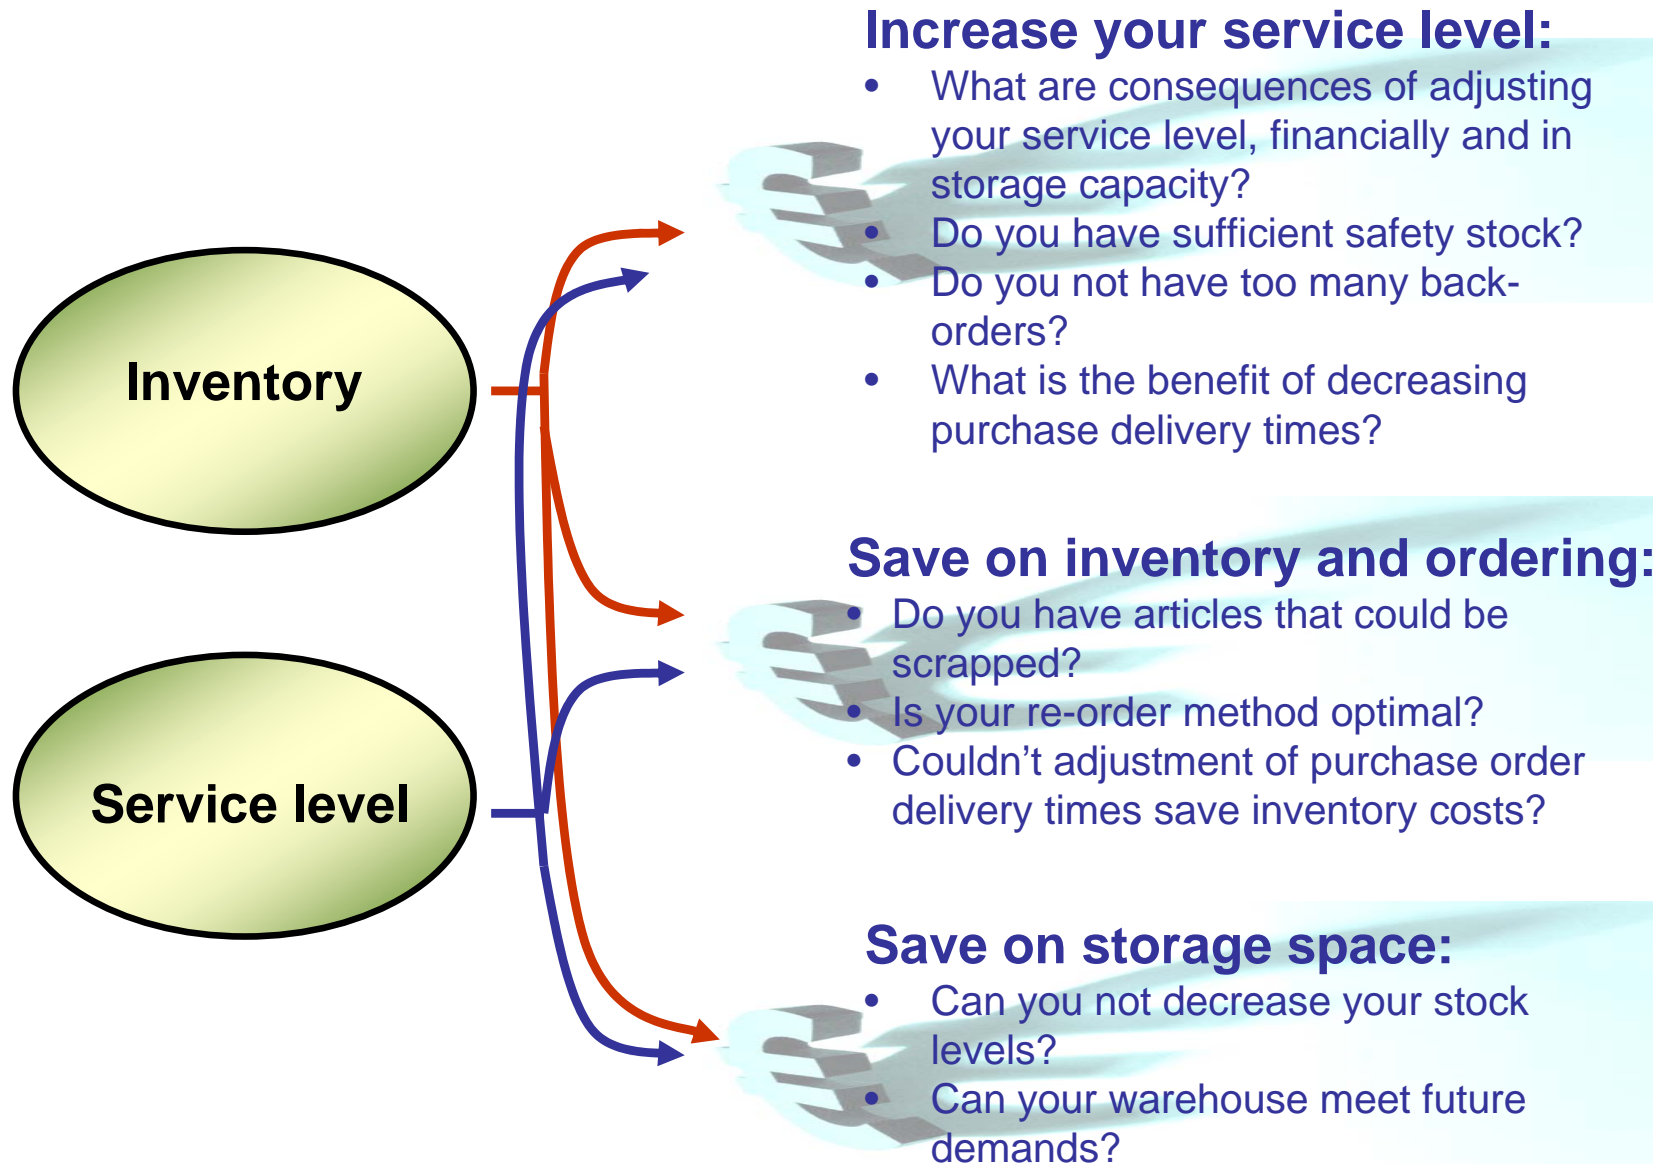 Inventory
Service level
Increase your service level:
• What are consequences of adjusting
your service level, financially and in
storage capacity?
• Do you have sufficient safety stock?
• Do you not have too many back-
orders?
• What is the benefit of decreasing
purchase delivery times?
Save on inventory and ordering:
• Do you have articles that could be
scrapped?
• Is your re-order method optimal?
• Couldn’t adjustment of purchase order
delivery times save inventory costs?
Save on storage space:
• Can you not decrease your stock
levels?
• Can your warehouse meet future
demands?